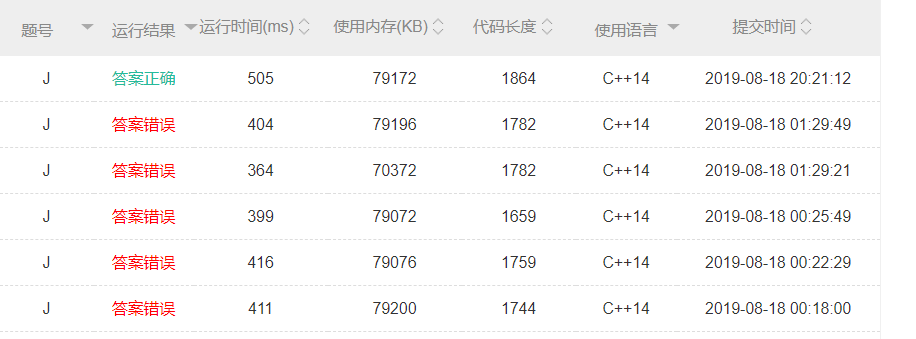 题号 运行结果 运行时间(ms) 使用内存(KB) 代码长度 使用语言 提交时间
J 答案正确 505 79172 1864 C++14 2019-08-18 20:21:12
J 答案错误 404 79196 1782 C++14 2019-08-18 01:29:49
J 答案错误 364 70372 1782 C++14 2019-08-18 01:29:21
J 答案错误 399 79072 1659 C++14 2019-08-18 00:25:49
J 答案错误 416 79076 1759 C++14 2019-08-18 00:22:29
J 答案错误 411 79200 1744 C++14 2019-08-18 00:18:00